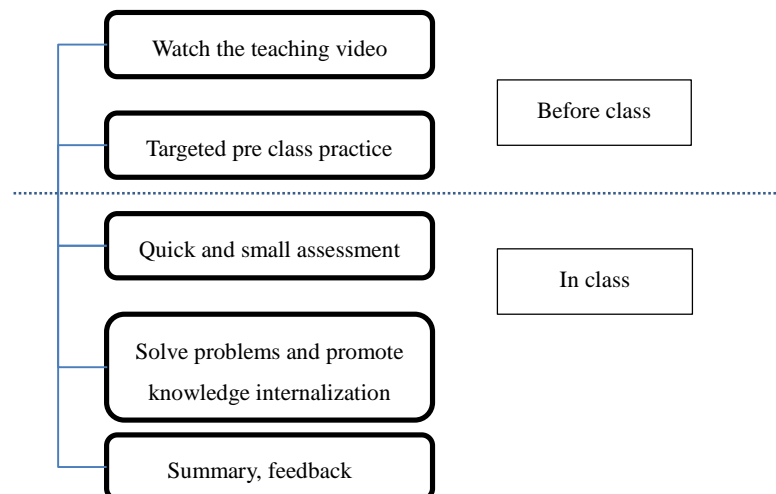 Watch the teaching video
Before class
Targeted pre class practice
Quick and small assessment
In class
Solve problems and promote
knowledge internalization
Summary, feedback